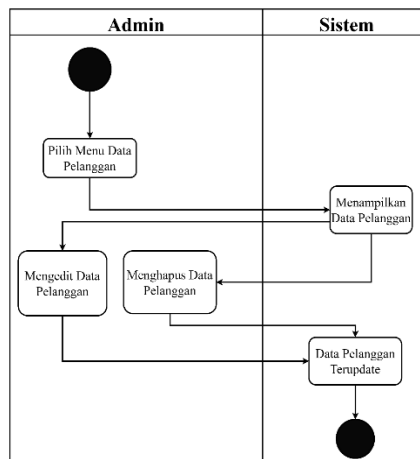 Admin
Sistem
Pilih Menu Data
Pelanggan
Menampilkan
Data Pelanggan
Mengedit Data
Pelanggan
Menghapus Data
Pelanggan
Data Pelanggan
Terupdate